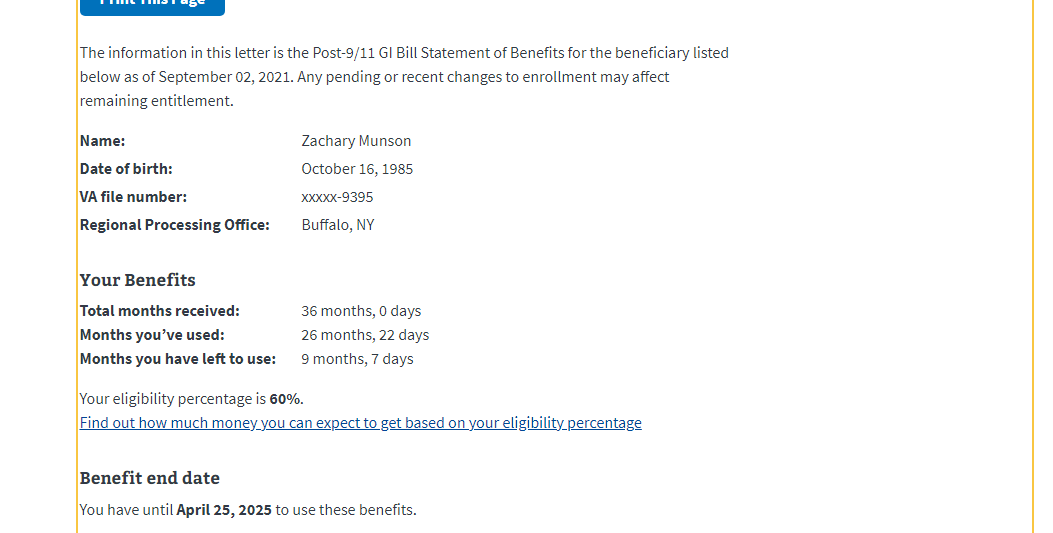 Print This Page
The information in this letter is the Post-9/11 GI Bill Statement of Benefits for the beneficiary listed
below as of September 02, 2021. Any pending or recent changes to enrollment may affect
remaining entitlement.
Name: Zachary Munson
Date of birth: October 16, 1985
VA file number: xxxxx-9395
Regional Processing Office: Buffalo, NY
Your Benefits
Total months received: 36 months, 0 days
Months you’ve used: 26 months, 22 days
Months you have left to use: 9 months, 7 days
Your eligibility percentage is 60%.
Find out how much money you can expect to get based on your eligibility percentage
Benefit end date
You have until April 25, 2025 to use these benefits.